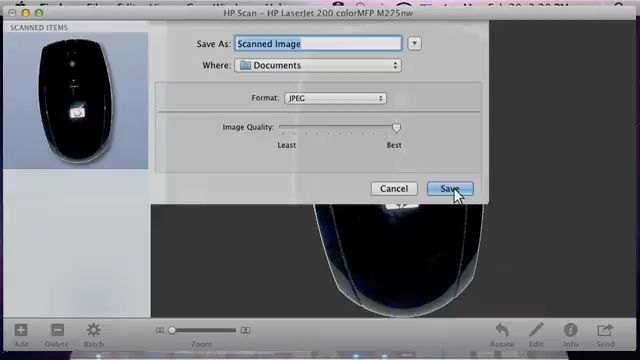 HP Scan – HP LaserJet 200 colorMFP M275nw
SCANNED ITEMS
Save As: Scanned Image
Where: Documents
Format: JPEG
Image Quality:
Least Best
Cancel Save
Add Delete Batch Zoom Rotate Edit Info Send